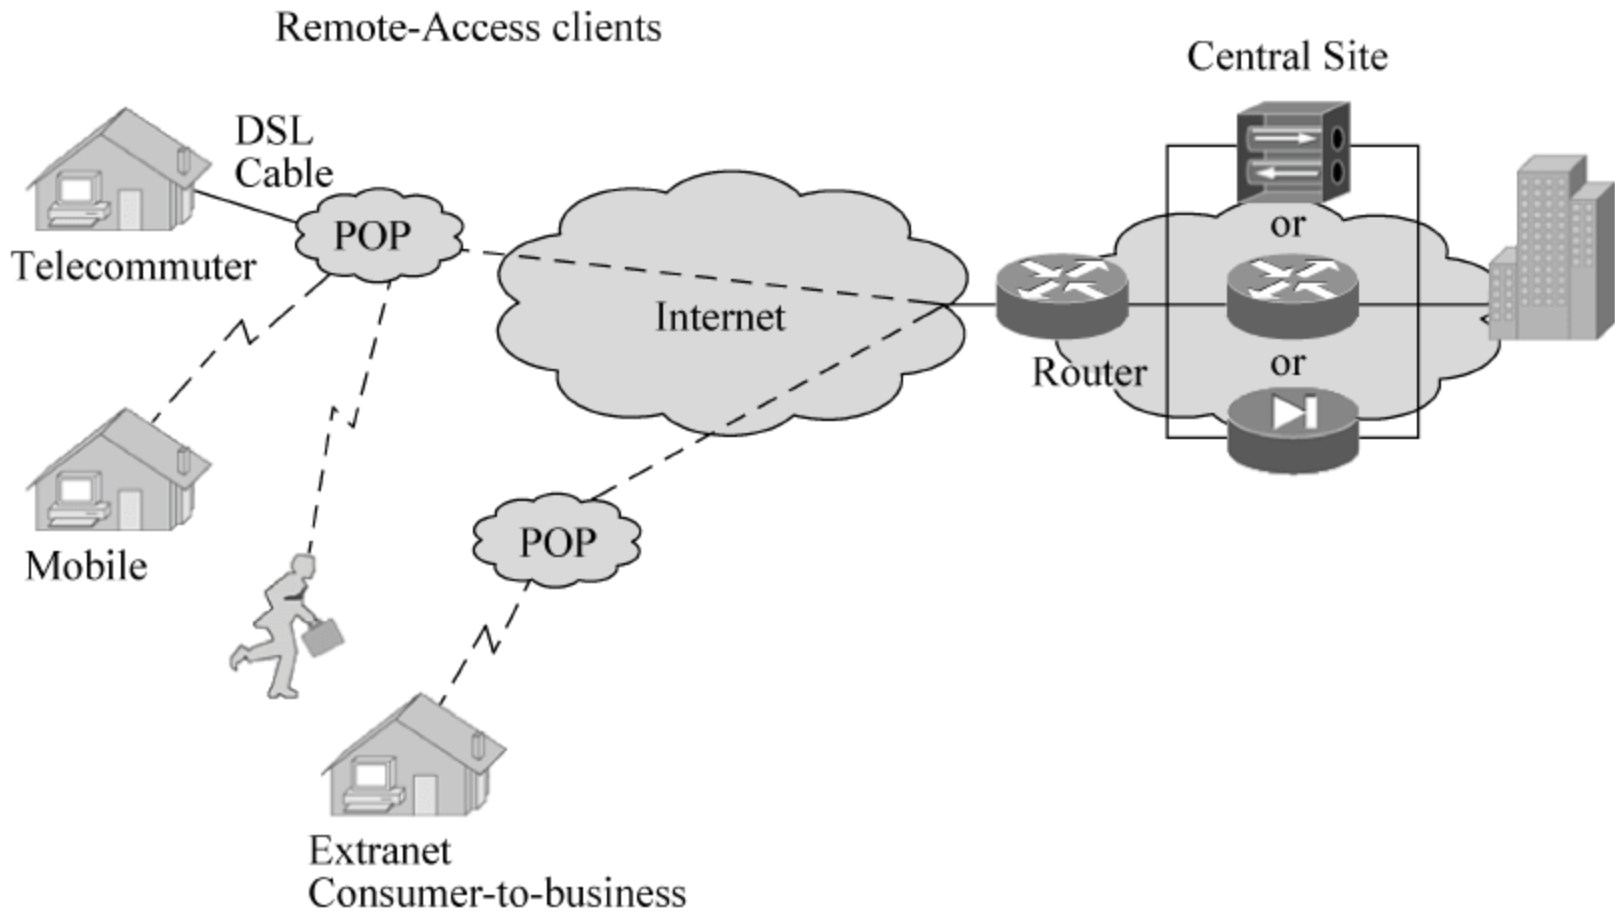 Remote-Access clients
Central Site
DSL
Cable
POP
Telecommuter
or
Internet
Router
or
Mobile
POP
Extranet
Consumer-to-business